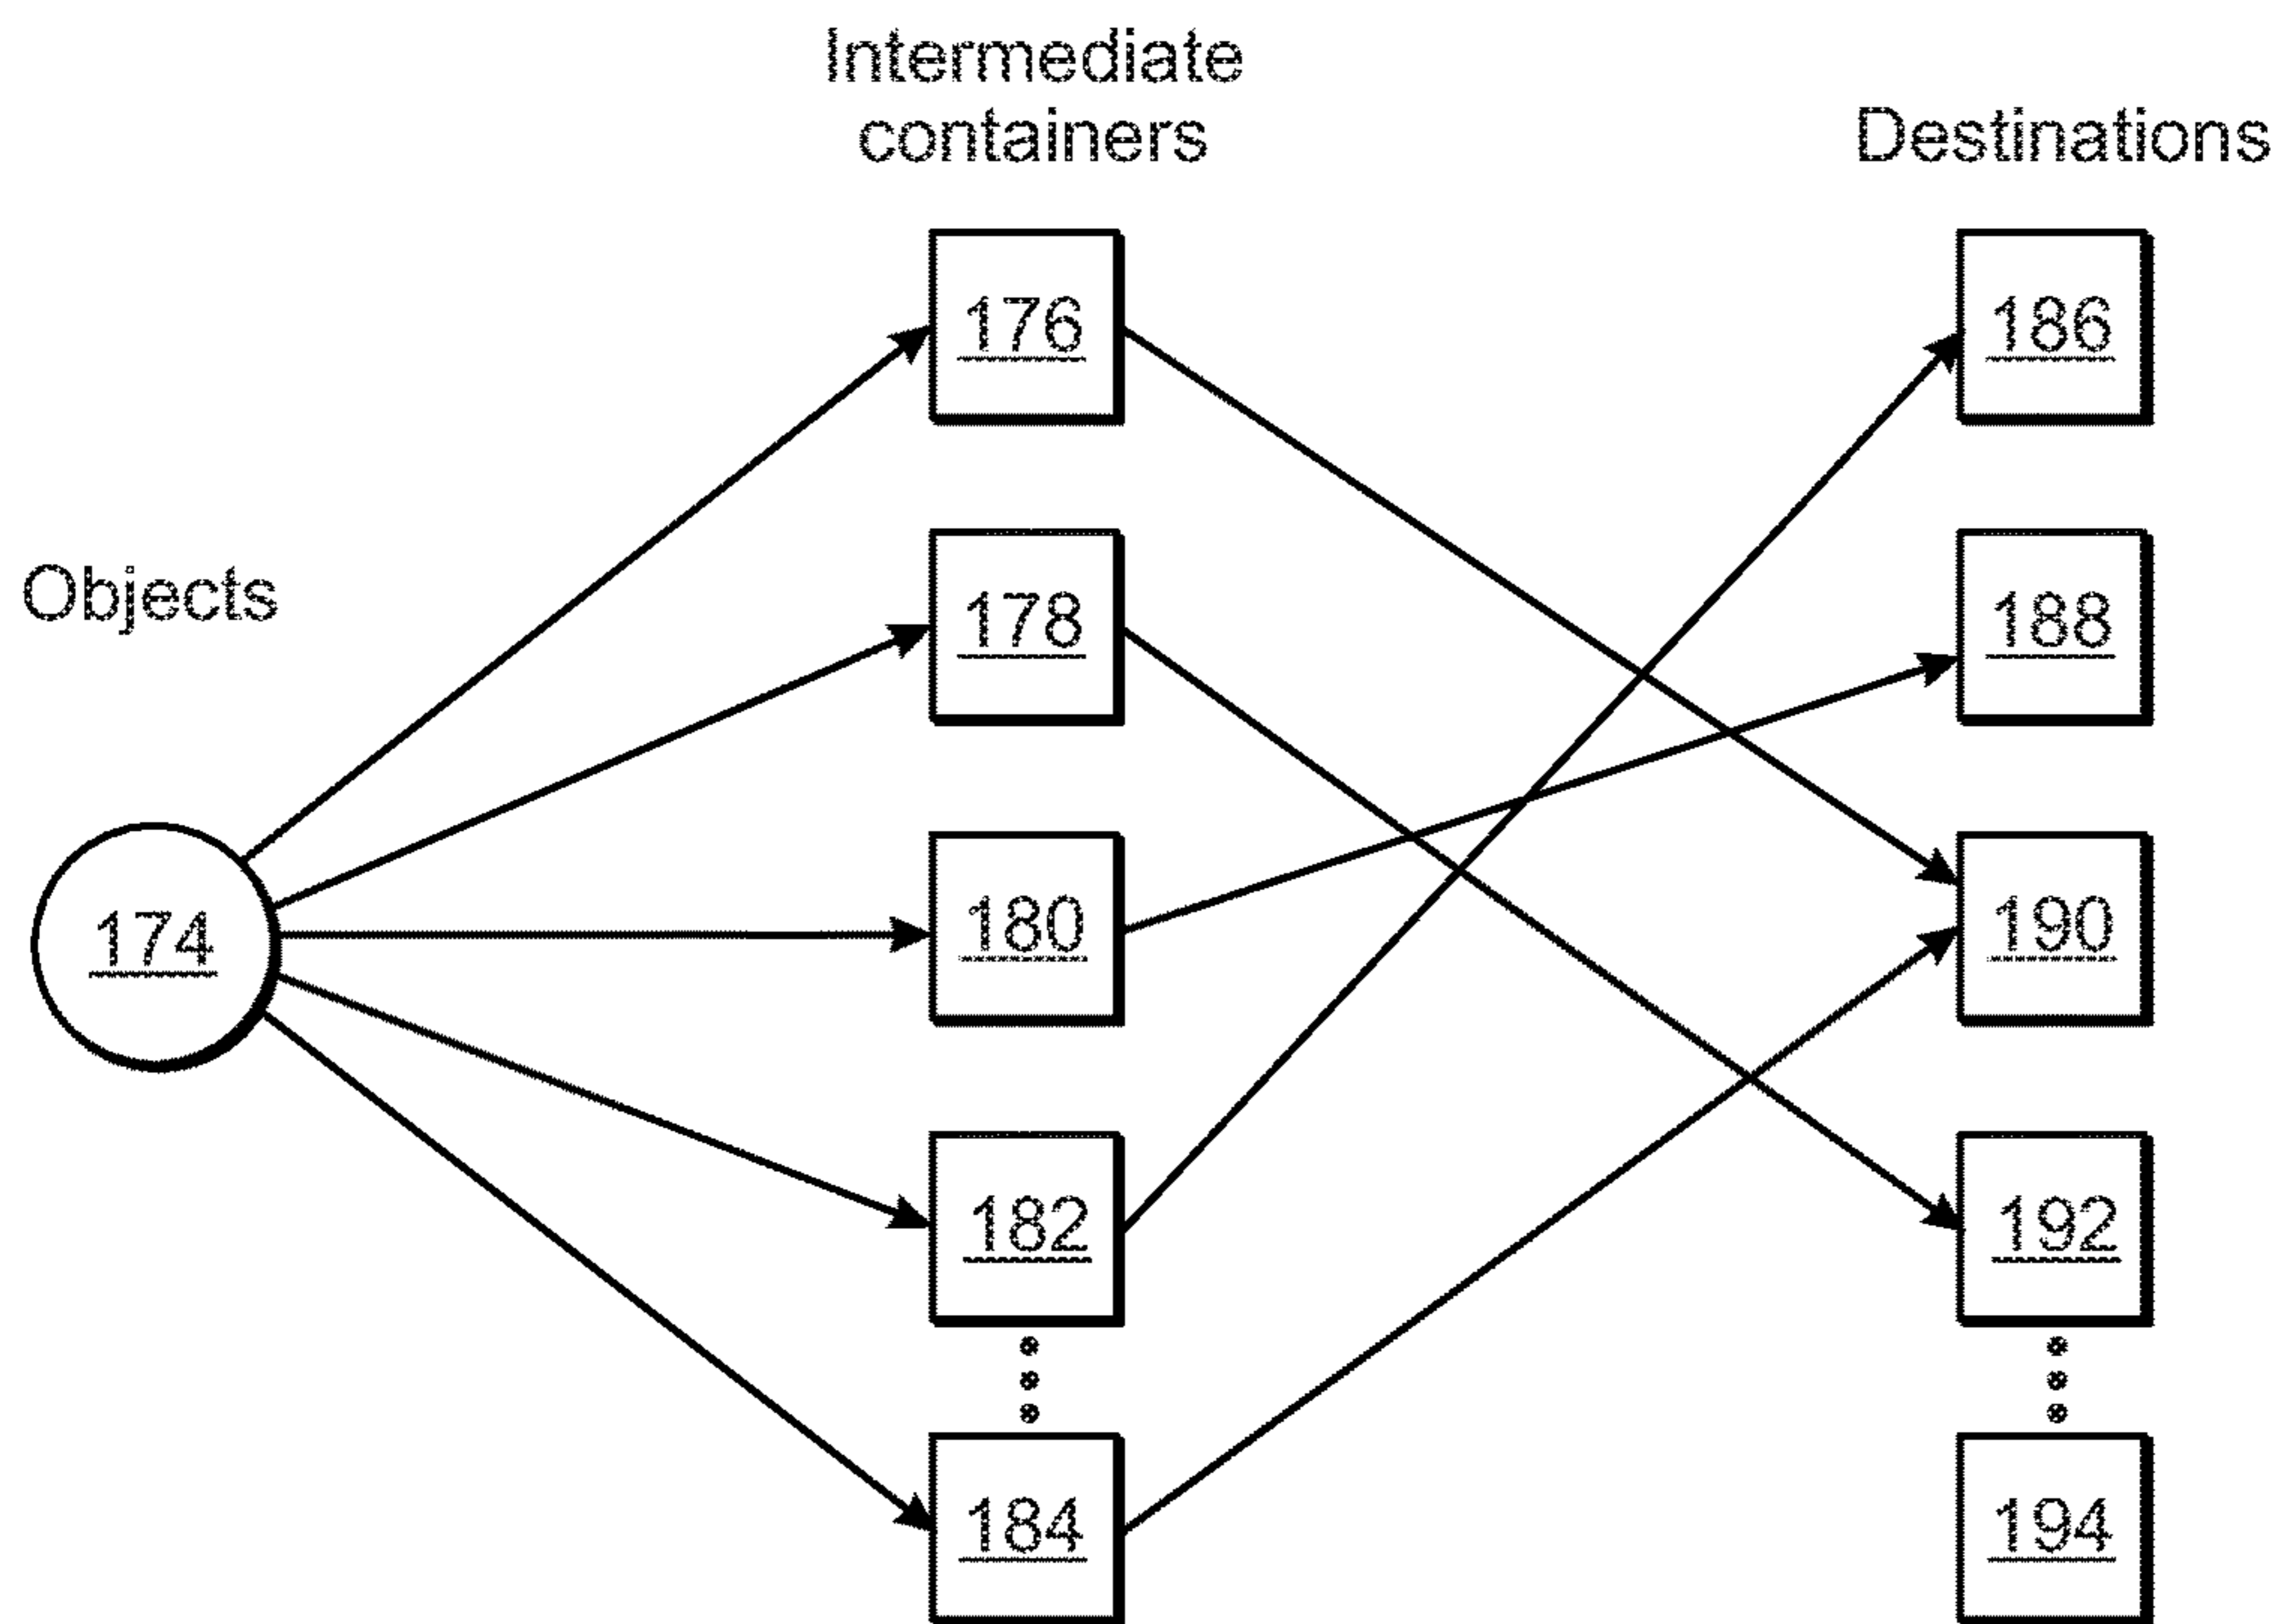 Intermediate
containers
Destinations
Objects
174
176
178
180
182
184
186
188
190
192
194